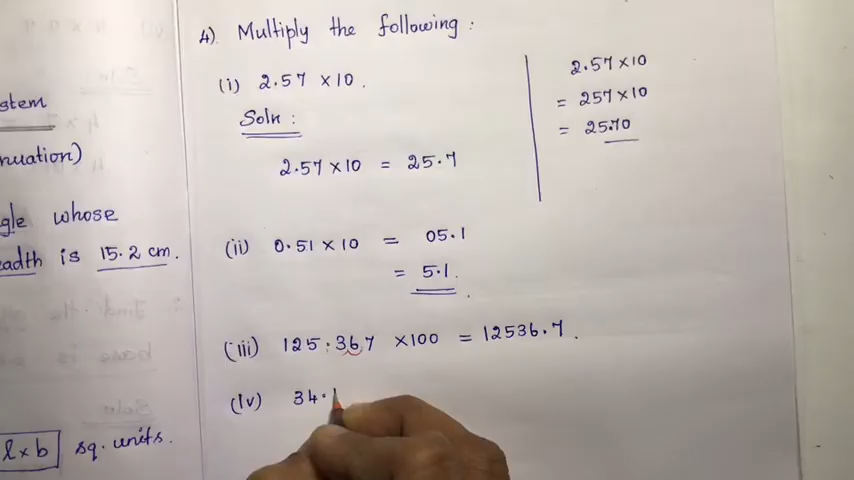 stem
nuation)
gle whose
eadth is 15.2 cm.
l x b sq. units.
4). Multiply the following :
(i) 2.57 x 10.
Soln :
2.57 x 10 = 25.7
2.57 x 10
= 257 x 10
= 25.70
(ii) 0.51 x 10 = 05.1
= 5.1.
(iii) 125.367 x 100 = 12536.7.
(iv) 34.